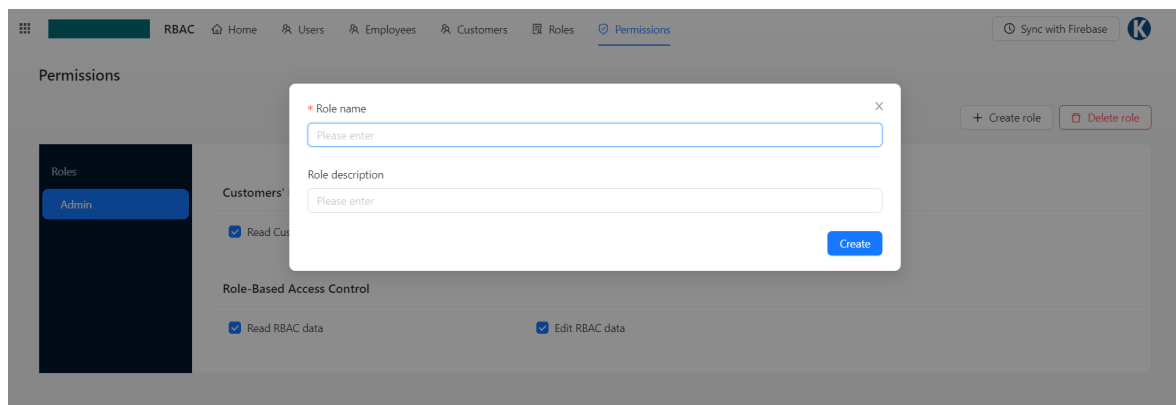 RBAC Home Users Employees Customers Roles Permissions Sync with Firebase K
Permissions
* Role name
Please enter
+ Create role Delete role
Roles
Role description
Admin
Customers'
Please enter
Read Cus
Create
Role-Based Access Control
Read RBAC data Edit RBAC data